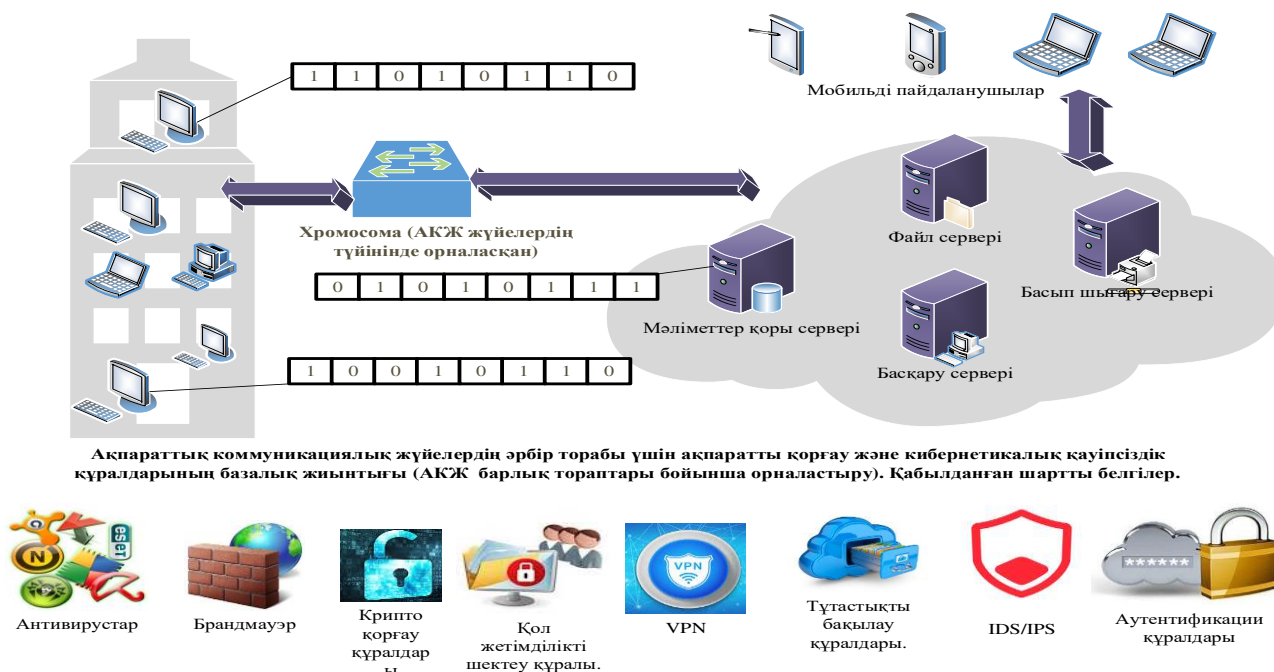 1 1 0 1 0 1 1 0
Мобильді пайдаланушылар
Хромосома (АКЖ жүйелердің
түйінінде орналасқан)
Файл сервері
0 1 0 1 0 1 1 1
Басып шығару сервері
Мәліметтер қоры сервері
1 0 0 1 0 1 1 0
Басқару сервері
Ақпараттық коммуникациялық жүйелердің әрбір торабы үшін ақпаратты қорғау және кибернетикалық қауіпсіздік
құралдарының базалық жиынтығы (АКЖ барлық тораптары бойынша орналастыру). Қабылданған шартты белгілер.
eset
N
VPN
******
Антивирустар
Брандмауэр
Крипто
қорғау
құралдар
ы.
Қол
жетімділікті
шектеу құралы.
VPN
Тұтастықты
бақылау
құралдары.
IDS/IPS
Аутентификации
құралдары